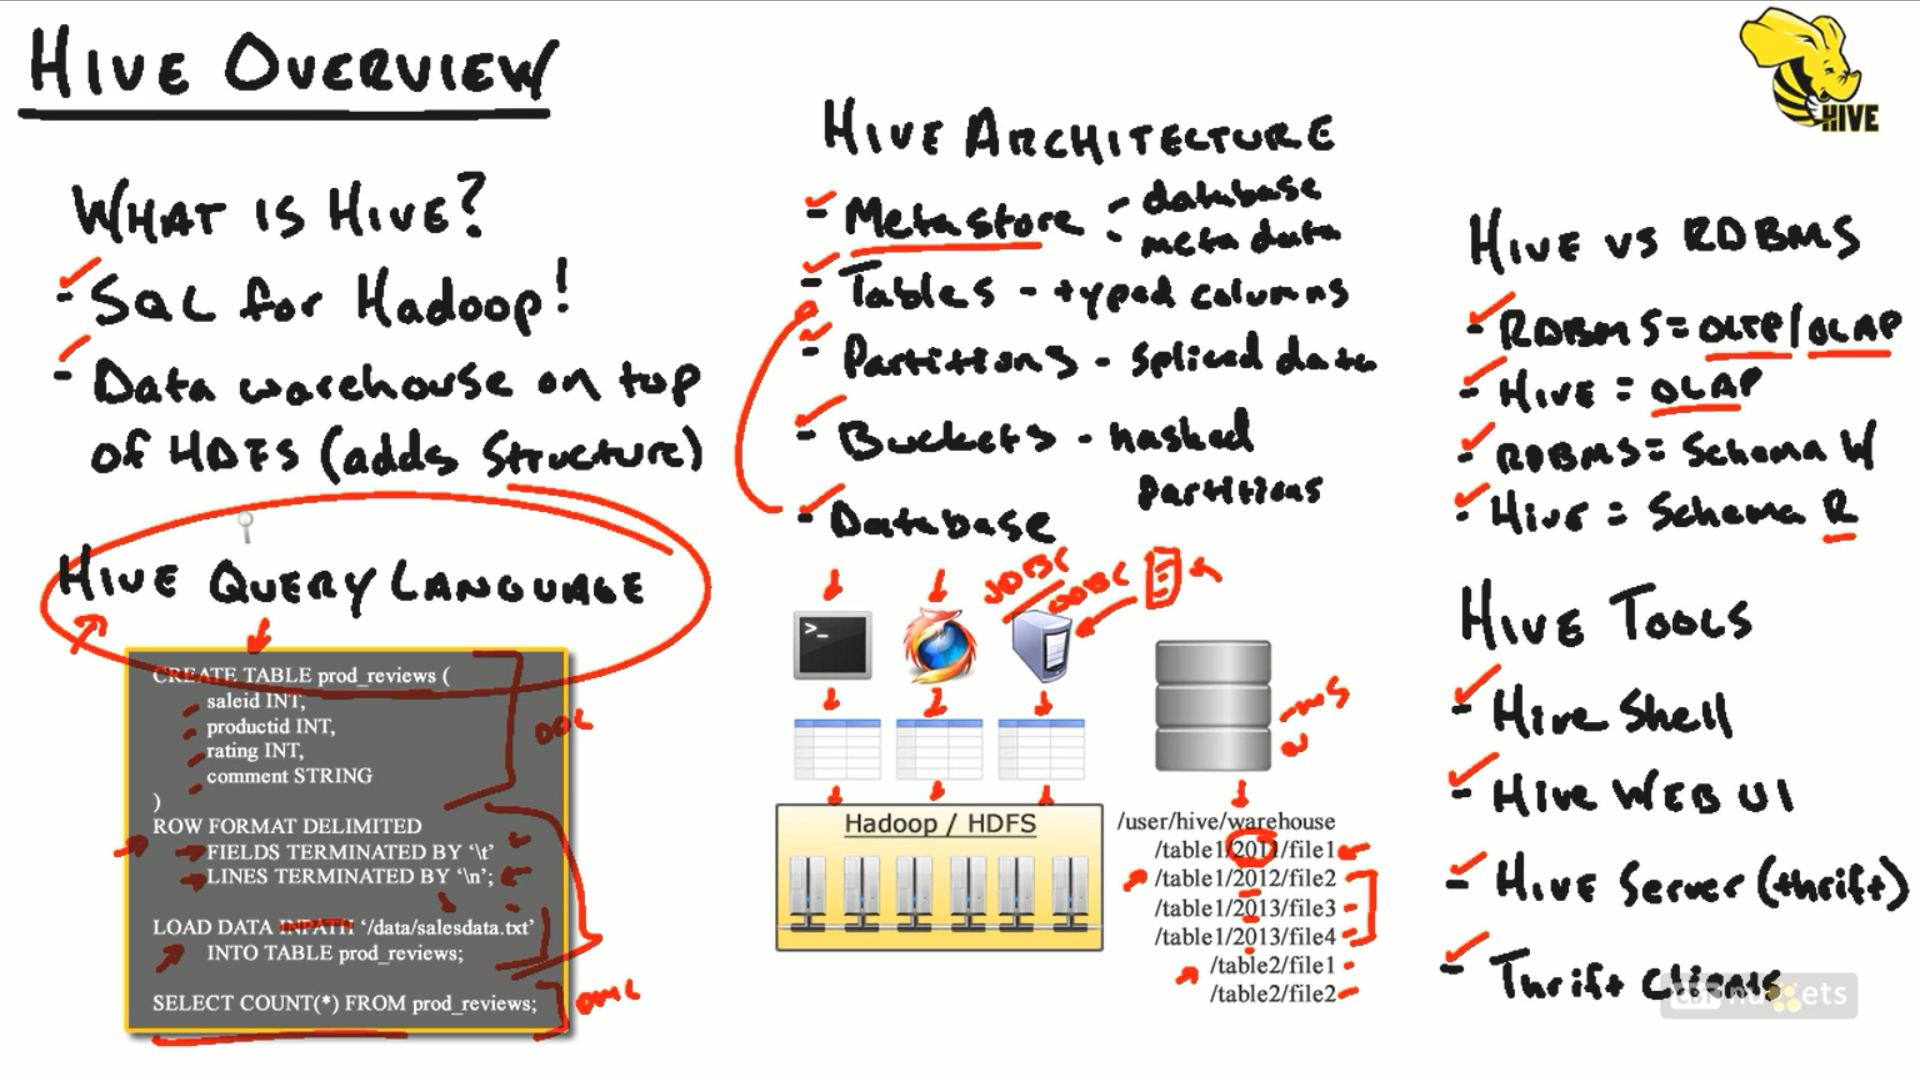 HIVE OVERVIEW
WHAT IS HIVE?
- SQL for Hadoop!
- Data warehouse on top
of HDFS (adds Structure)
HIVE QUERY LANGUAGE
CREATE TABLE prod_reviews (
saleid INT,
productid INT,
rating INT,
comment STRING
)
ROW FORMAT DELIMITED
FIELDS TERMINATED BY ‘\t’
LINES TERMINATED BY ‘\n’;
LOAD DATA INPATH ‘/data/salesdata.txt’
INTO TABLE prod_reviews;
SELECT COUNT(*) FROM prod_reviews;
DDL
DML
HIVE ARCHITECTURE
- Metastore - database
- meta data
- Tables - typed columns
- Partitions - spliced data
- Buckets - hashed
partitions
- Database
JDBC
ODBC
>_
Hadoop / HDFS
/user/hive/warehouse
/table1/2011/file1
/table1/2012/file2
/table1/2013/file3
/table1/2013/file4
/table2/file1
/table2/file2
HIVE
HIVE VS RDBMS
- RDBMS = OLTP/OLAP
- HIVE = OLAP
- RDBMS = Schema W
- Hive = Schema R
HIVE TOOLS
- Hive Shell
- Hive WEB UI
- HIVE Server (thrift)
- Thrift Clients
cbt nuggets